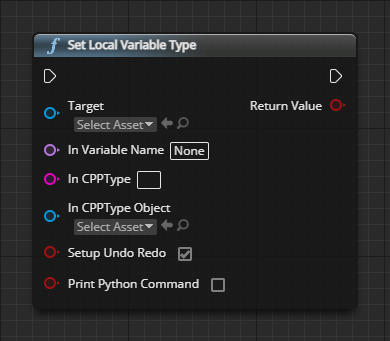 f Set Local Variable Type
Target
Return Value
Select Asset
In Variable Name None
In CPPType
In CPPType Object
Select Asset
Setup Undo Redo
Print Python Command